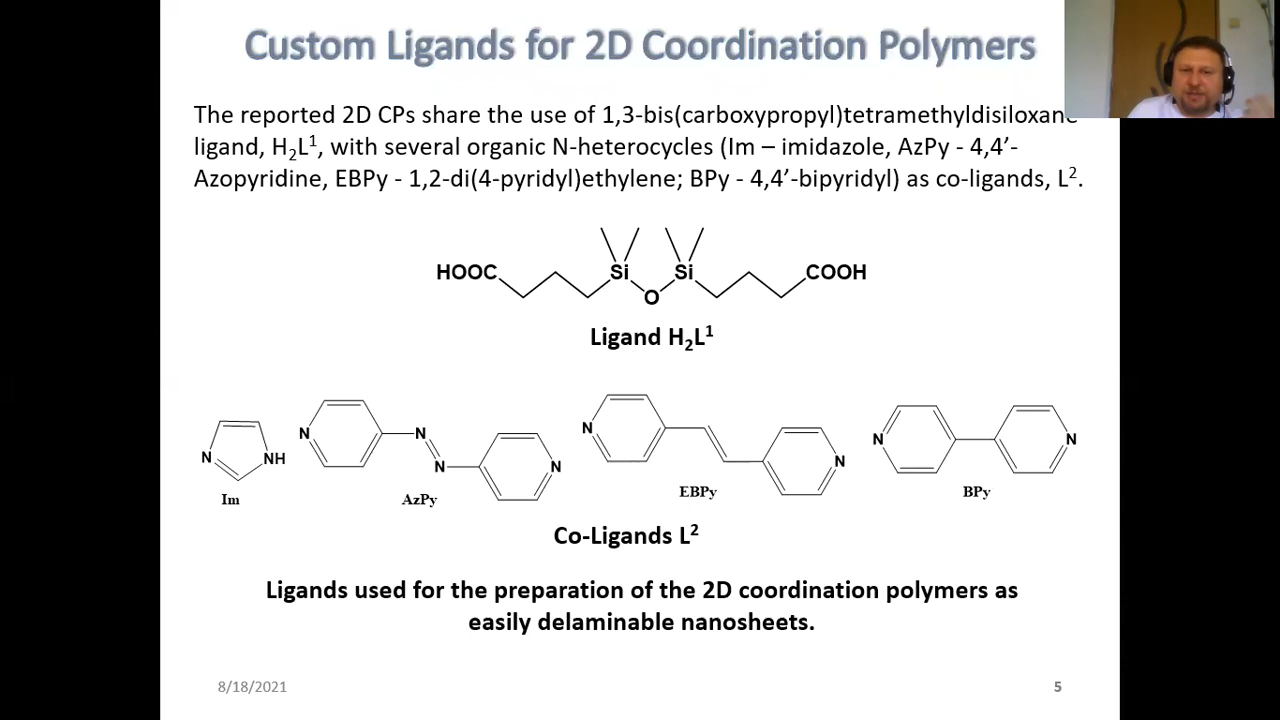 Custom Ligands for 2D Coordination Polymers
The reported 2D CPs share the use of 1,3-bis(carboxypropyl)tetramethyldisiloxane
ligand, H₂L¹, with several organic N-heterocycles (Im – imidazole, AzPy - 4,4’-
Azopyridine, EBPy - 1,2-di(4-pyridyl)ethylene; BPy - 4,4’-bipyridyl) as co-ligands, L².
HOOC Si O Si COOH
Ligand H₂L¹
N NH
Im
N N N N
AzPy
N N
EBPy
N N
BPy
Co-Ligands L²
Ligands used for the preparation of the 2D coordination polymers as
easily delaminable nanosheets.
8/18/2021
5